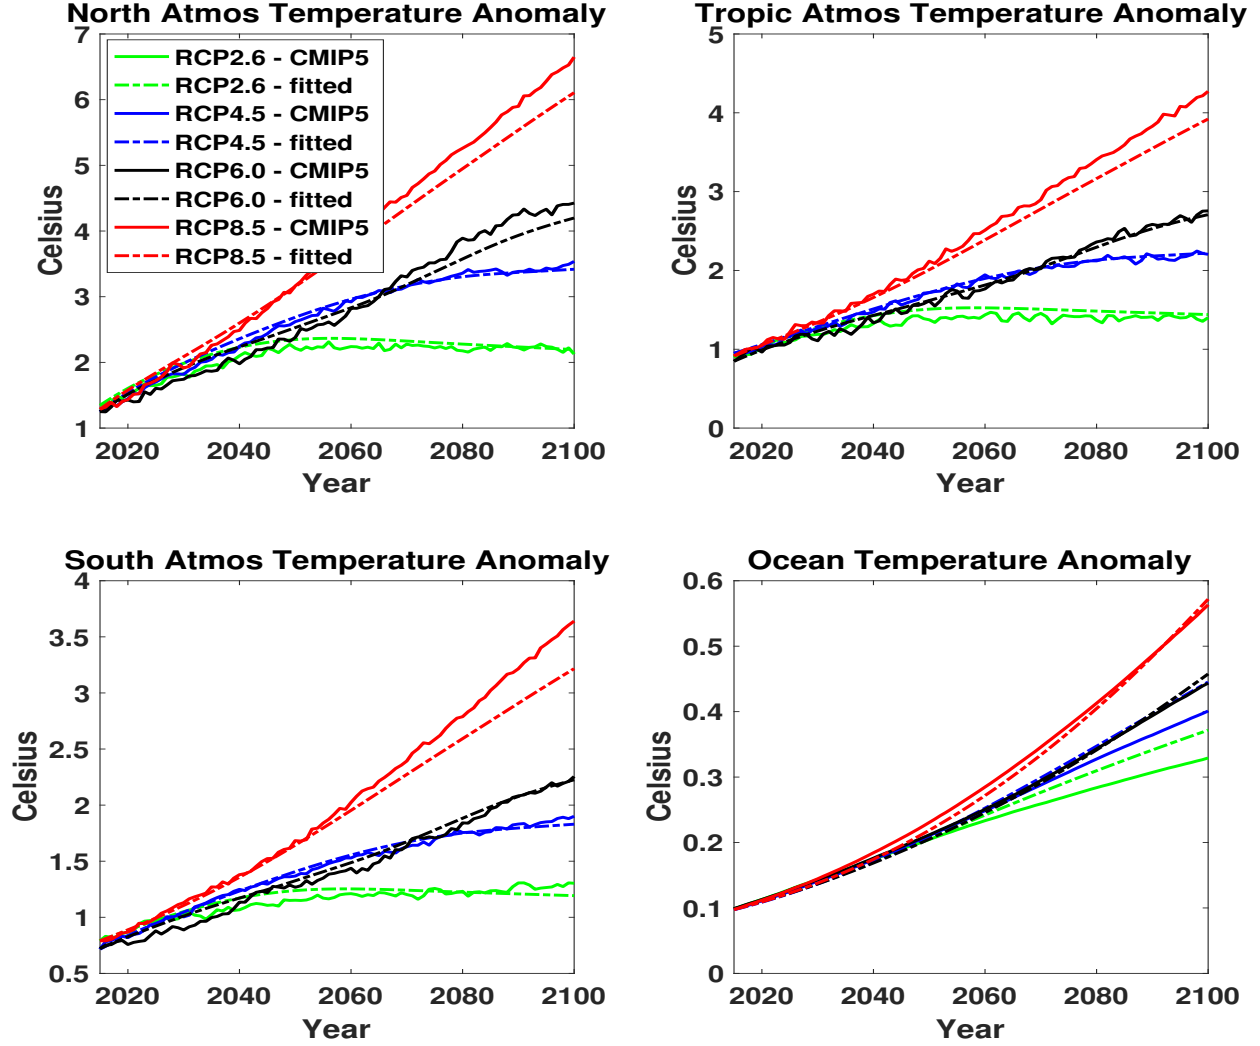 North Atmos Temperature Anomaly
7
6
5
4
3
2
1
Celsius
RCP2.6 - CMIP5
RCP2.6 - fitted
RCP4.5 - CMIP5
RCP4.5 - fitted
RCP6.0 - CMIP5
RCP6.0 - fitted
RCP8.5 - CMIP5
RCP8.5 - fitted
2020 2040 2060 2080 2100
Year
Tropic Atmos Temperature Anomaly
5
4
3
2
1
0
Celsius
2020 2040 2060 2080 2100
Year
South Atmos Temperature Anomaly
4
3.5
3
2.5
2
1.5
1
0.5
Celsius
2020 2040 2060 2080 2100
Year
Ocean Temperature Anomaly
0.6
0.5
0.4
0.3
0.2
0.1
0
Celsius
2020 2040 2060 2080 2100
Year